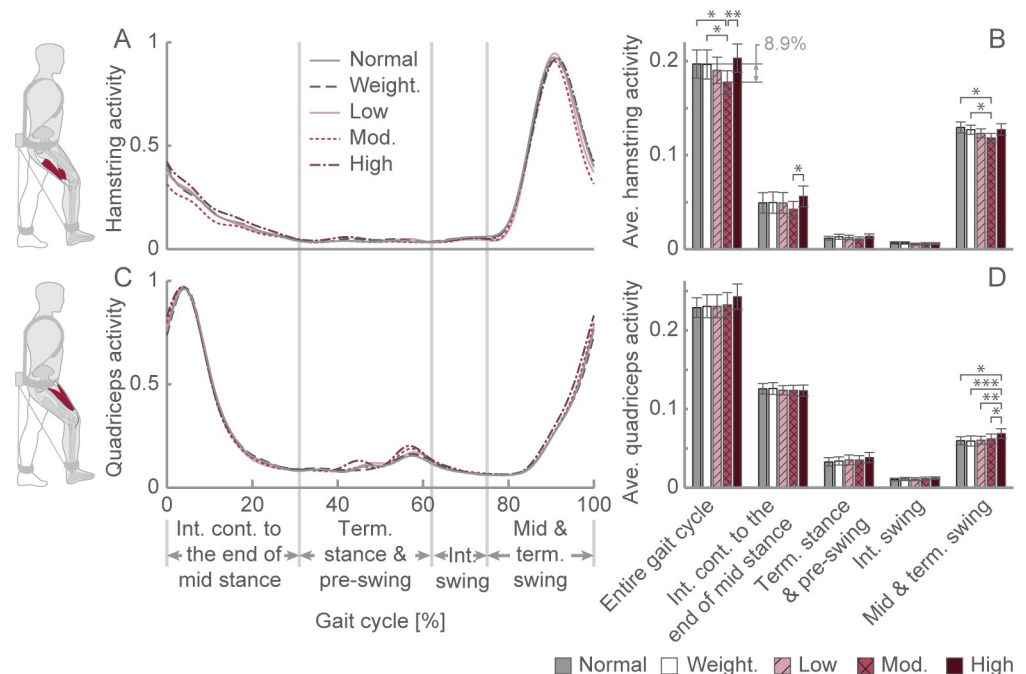 A
Hamstring activity
1
0.5
0
Normal
Weight.
Low
Mod.
High
B
Ave. hamstring activity
0.2
0.1
0
* **
*
8.9%
*
*
*
C
Quadriceps activity
1
0.5
0
0 20 40 60 80 100
Int. cont. to
the end of
mid stance
Term.
stance &
pre-swing
Int.
swing
Mid &
term.
swing
Gait cycle [%]
D
Ave. quadriceps activity
0.2
0.1
0
*
***
**
*
Entire gait cycle
Int. cont. to the
end of mid stance
Term. stance
& pre-swing
Int. swing
Mid & term. swing
Normal Weight. Low Mod. High